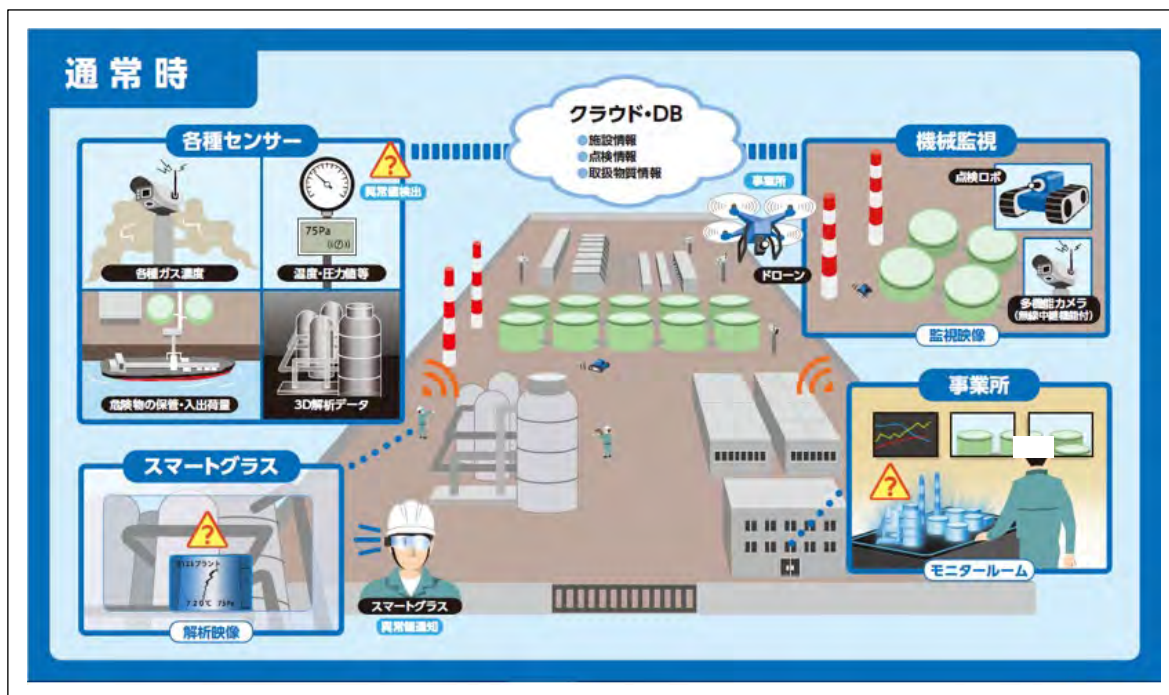 通常時
各種センサー
異常値検出
75Pa
各種ガス濃度
温度・圧力値等
危険物の保管・入出荷量
3D解析データ
クラウド・DB
施設情報
点検情報
取扱物質情報
事業所
ドローン
機械監視
点検ロボ
多機能カメラ
(無線中継機能付)
監視映像
スマートグラス
720℃ 75Pa
解析映像
スマートグラス
異常値通知
事業所
モニタールーム